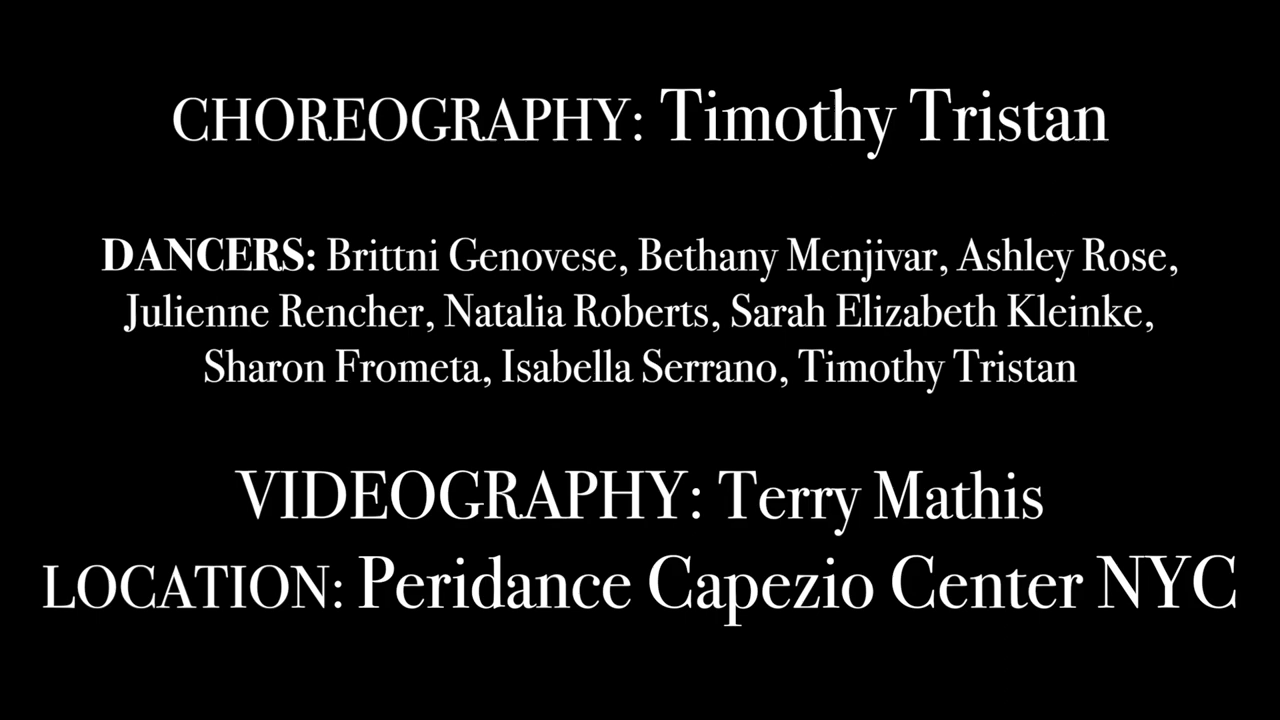 CHOREOGRAPHY: Timothy Tristan
DANCERS: Brittni Genovese, Bethany Menjivar, Ashley Rose,
Julienne Rencher, Natalia Roberts, Sarah Elizabeth Kleinke,
Sharon Frometa, Isabella Serrano, Timothy Tristan
VIDEOGRAPHY: Terry Mathis
LOCATION: Peridance Capezio Center NYC